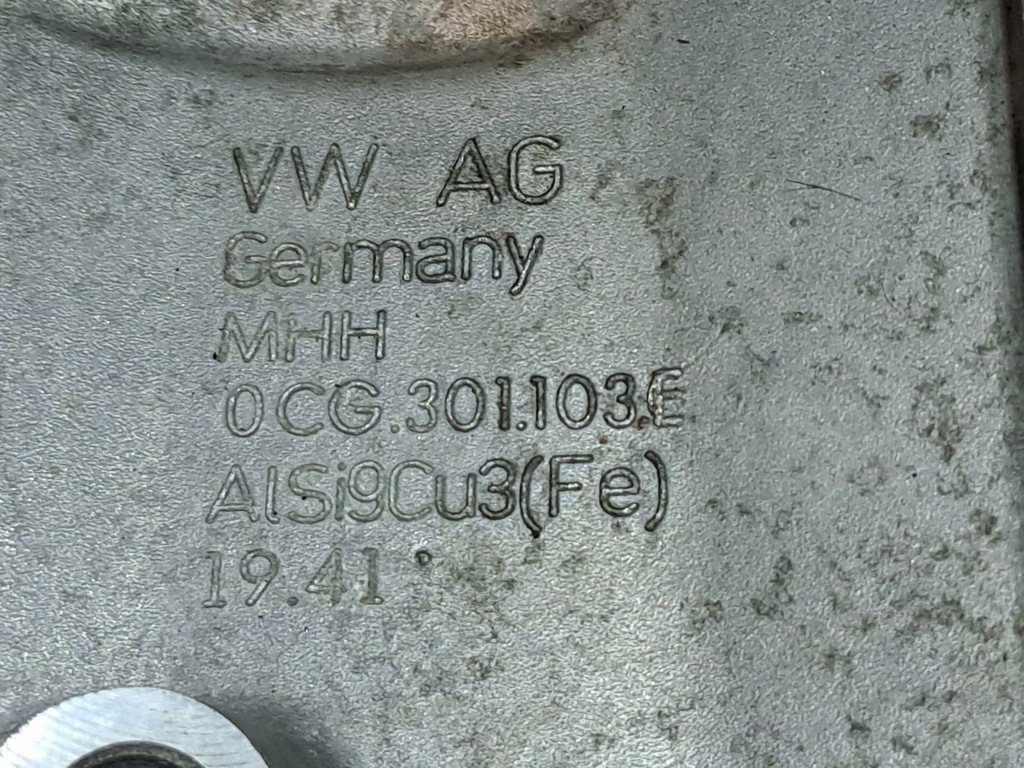 VW AG
Germany
MHH
0CG.301.103.E
AlSi9Cu3(Fe)
19.41